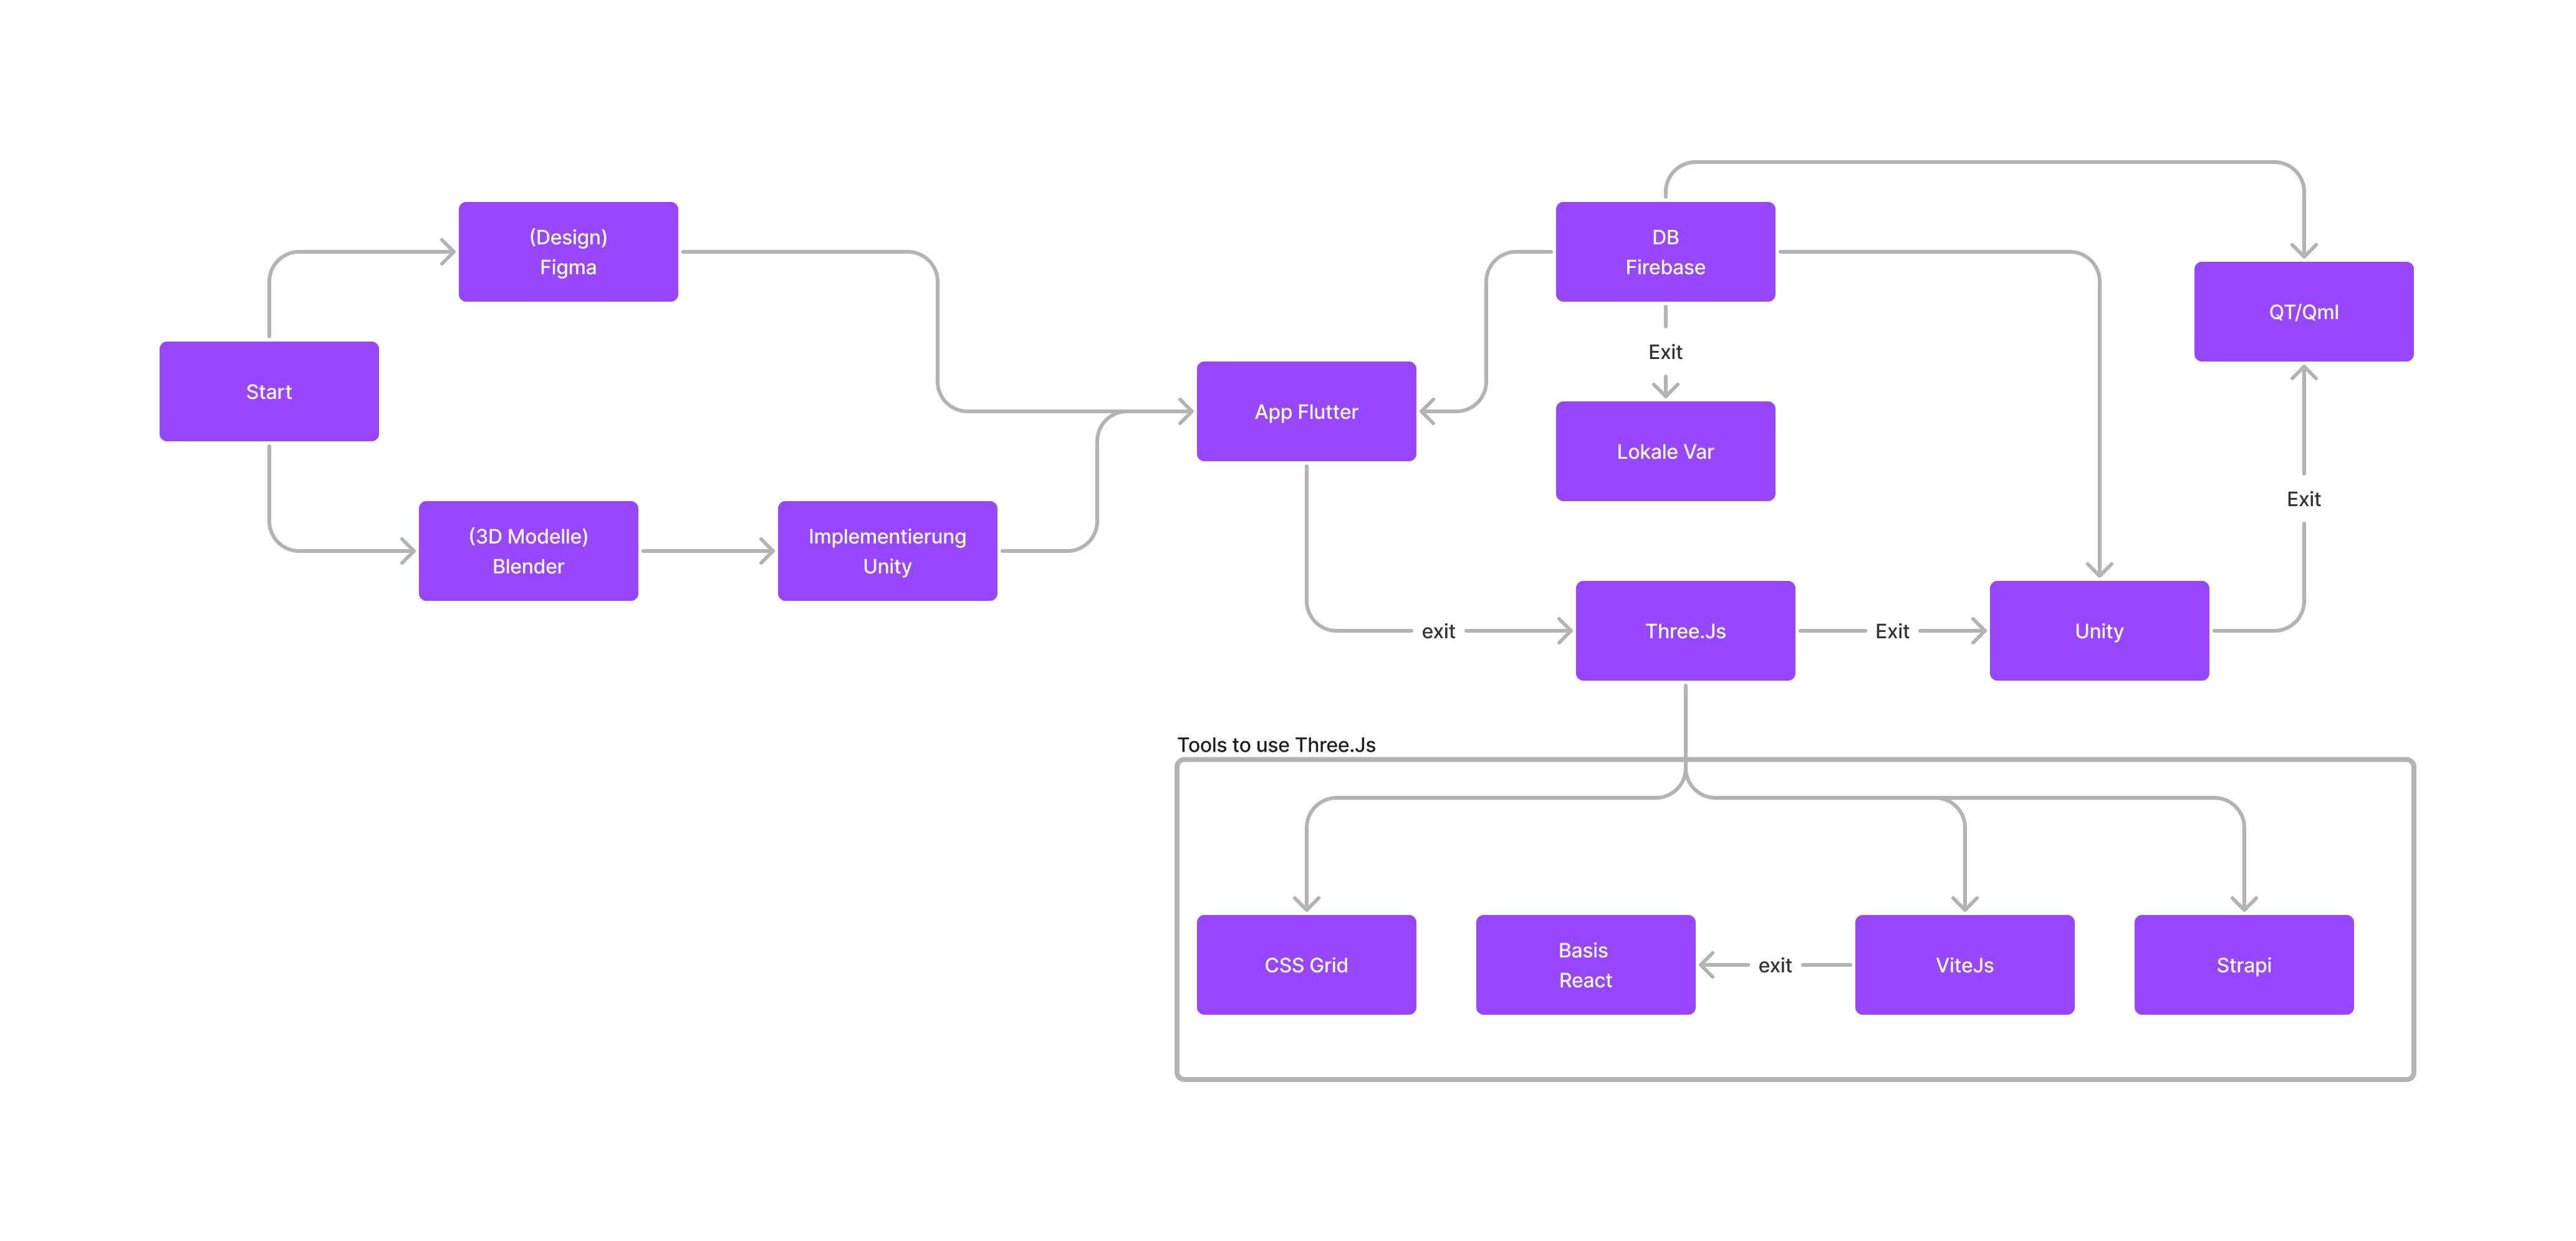 (Design)
Figma
DB
Firebase
QT/Qml
Start
Exit
App Flutter
Lokale Var
Exit
(3D Modelle)
Blender
Implementierung
Unity
exit
Three.Js
Exit
Unity
Tools to use Three.Js
CSS Grid
Basis
React
exit
ViteJs
Strapi